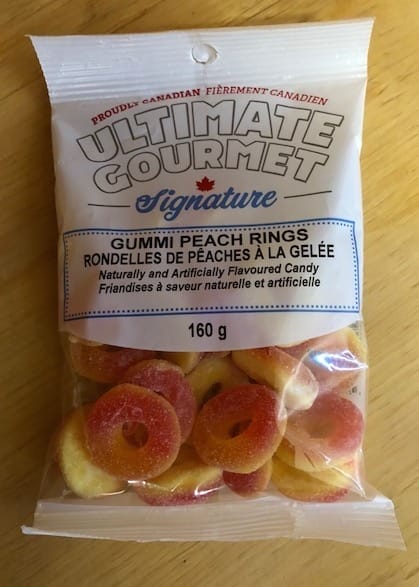 PROUDLY CANADIAN FIÈREMENT CANADIEN
ULTIMATE
GOURMET
Signature
GUMMI PEACH RINGS
RONDELLES DE PÊACHES À LA GELÉE
Naturally and Artificially Flavoured Candy
Friandises à saveur naturelle et artificielle
160 g